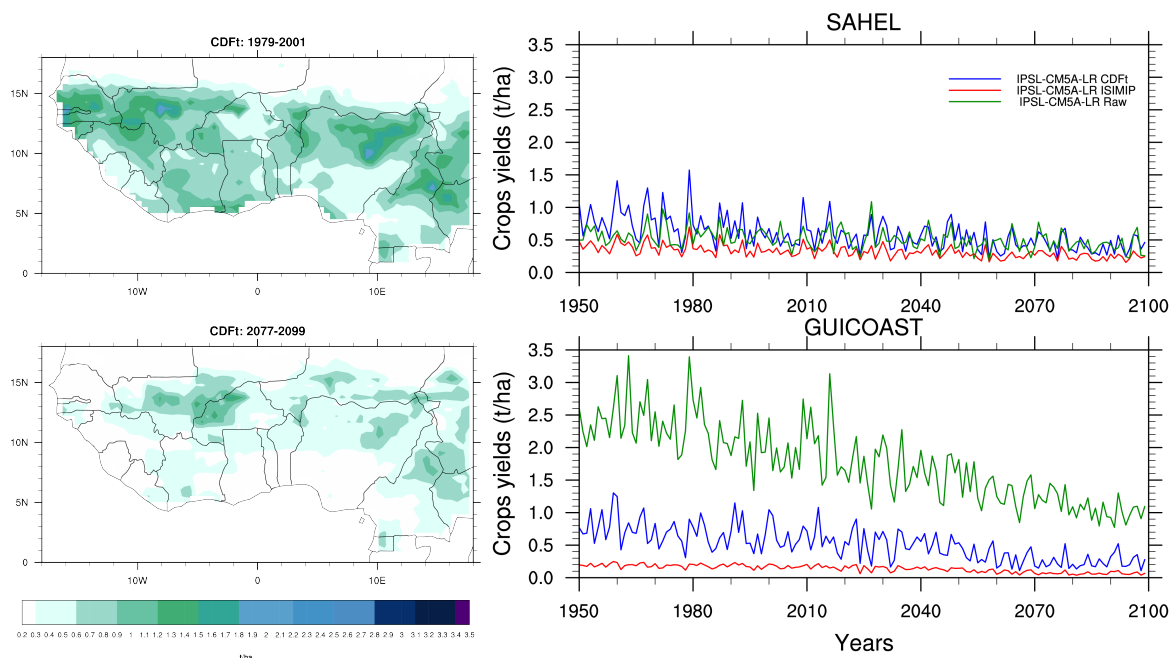 CDFt: 1979-2001
15N
10N
5N
0
10W
0
10E
CDFt: 2077-2099
15N
10N
5N
0
10W
0
10E
0.2 0.3 0.4 0.5 0.6 0.7 0.8 0.9 1 1.1 1.2 1.3 1.4 1.5 1.6 1.7 1.8 1.9 2 2.1 2.2 2.3 2.4 2.5 2.6 2.7 2.8 2.9 3 3.1 3.2 3.3 3.4 3.5
t/ha
SAHEL
Crops yields (t/ha)
3.5
3.0
2.5
2.0
1.5
1.0
0.5
0.0
IPSL-CM5A-LR CDFt
IPSL-CM5A-LR ISIMIP
IPSL-CM5A-LR Raw
1950 1980 2010 2040 2070 2100
GUICOAST
Crops yields (t/ha)
3.5
3.0
2.5
2.0
1.5
1.0
0.5
0.0
1950 1980 2010 2040 2070 2100
Years